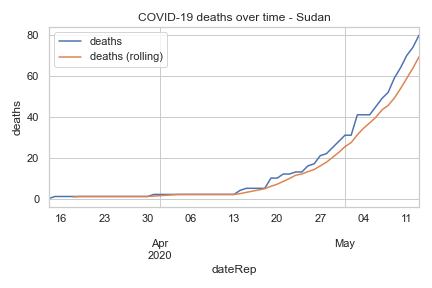 COVID-19 deaths over time - Sudan
deaths
deaths (rolling)
80
60
40
20
0
deaths
16 23 30 06 13 20 27 04 11
Apr May
2020
dateRep